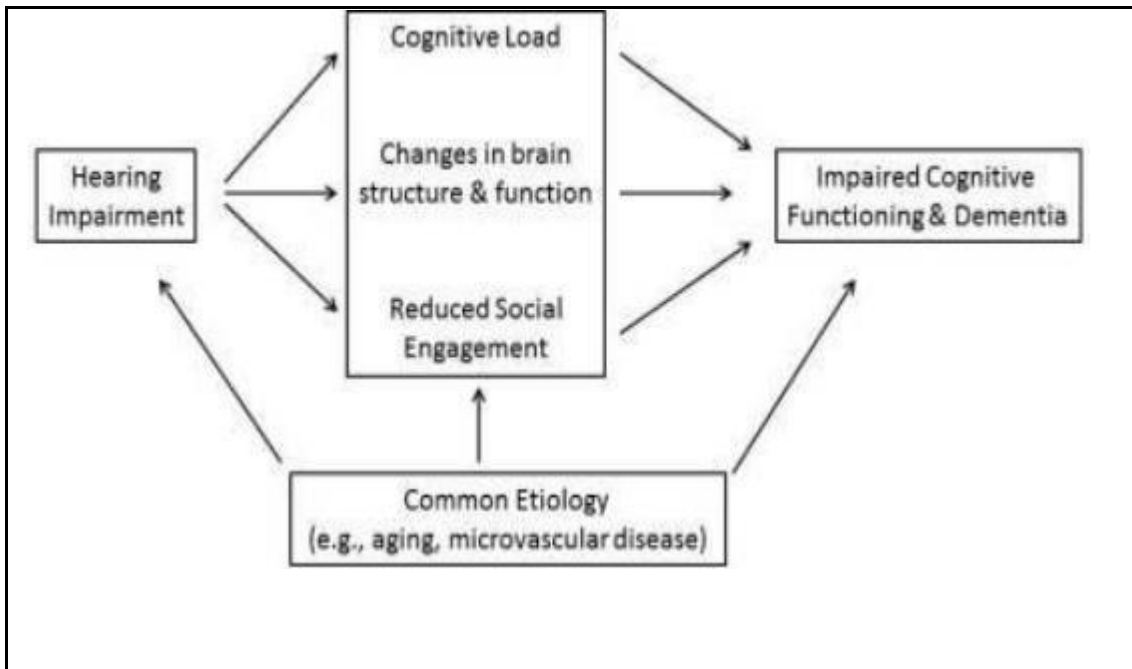 Cognitive Load
Changes in brain
structure & function
Reduced Social
Engagement
Hearing
Impairment
Impaired Cognitive
Functioning & Dementia
Common Etiology
(e.g., aging, microvascular disease)